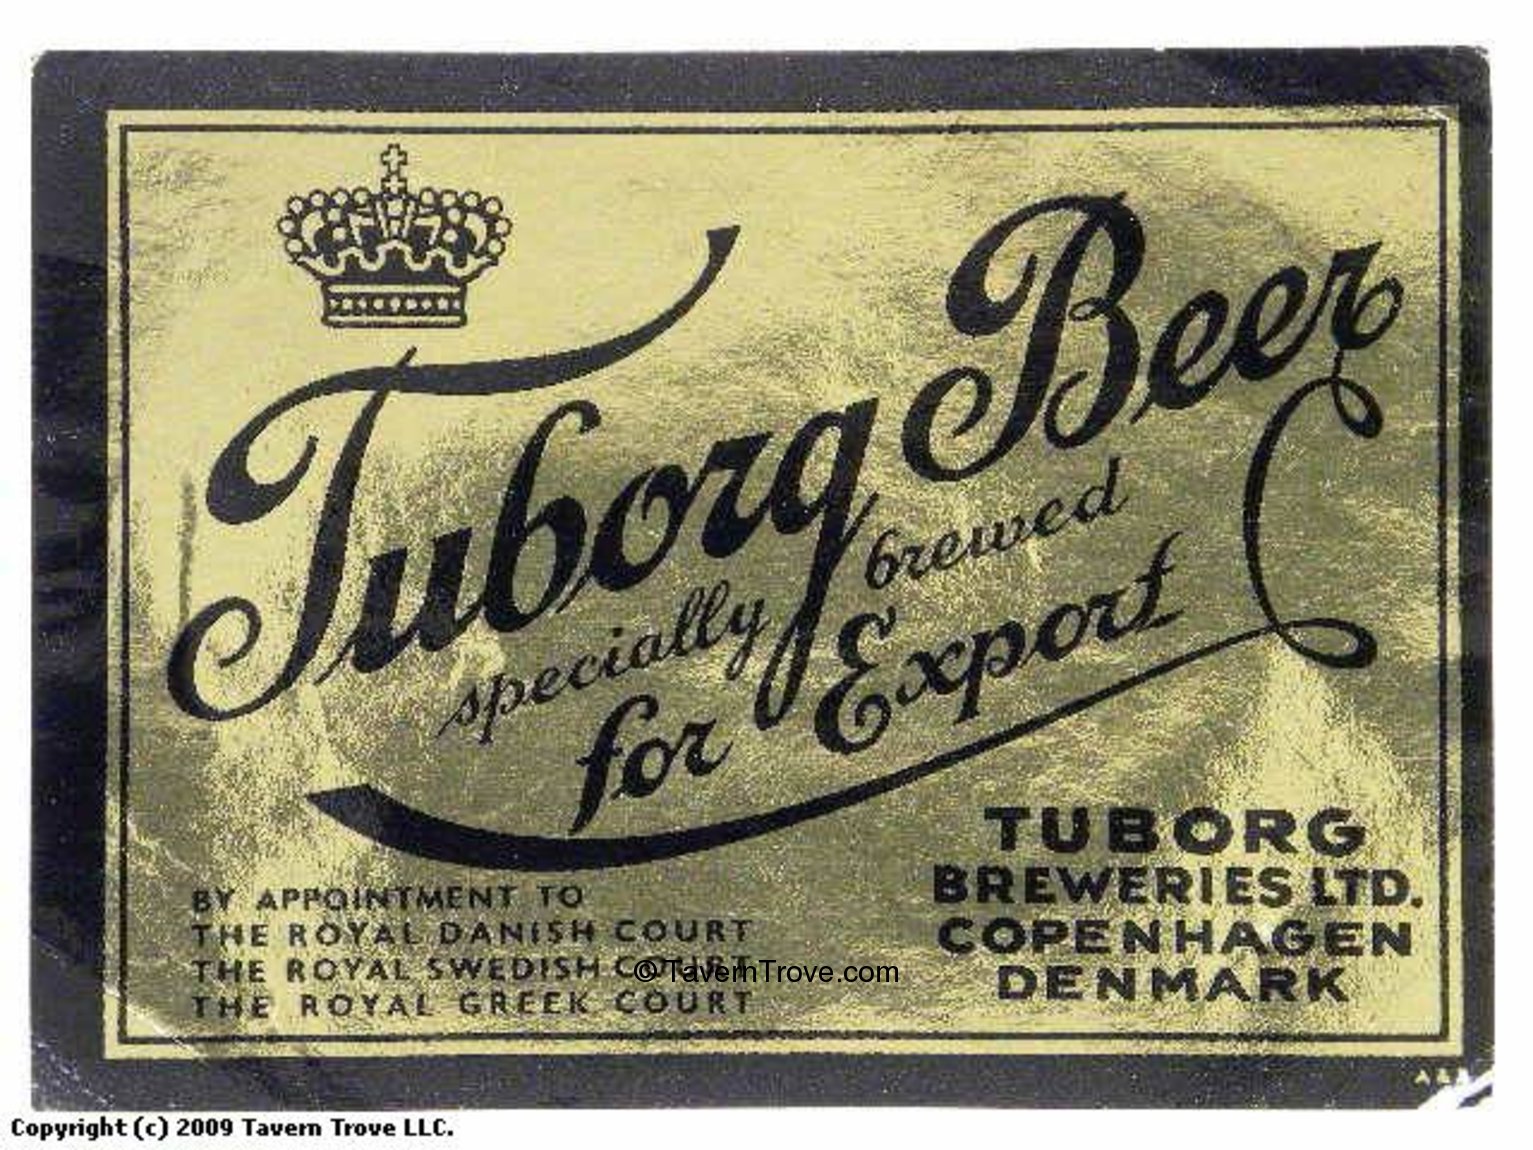 Tuborg Beer
specially brewed
for Export
BY APPOINTMENT TO
THE ROYAL DANISH COURT
THE ROYAL SWEDISH COURT
THE ROYAL GREEK COURT
©TavernTrove.com
TUBORG
BREWERIES LTD.
COPENHAGEN
DENMARK
Copyright (c) 2009 Tavern Trove LLC.